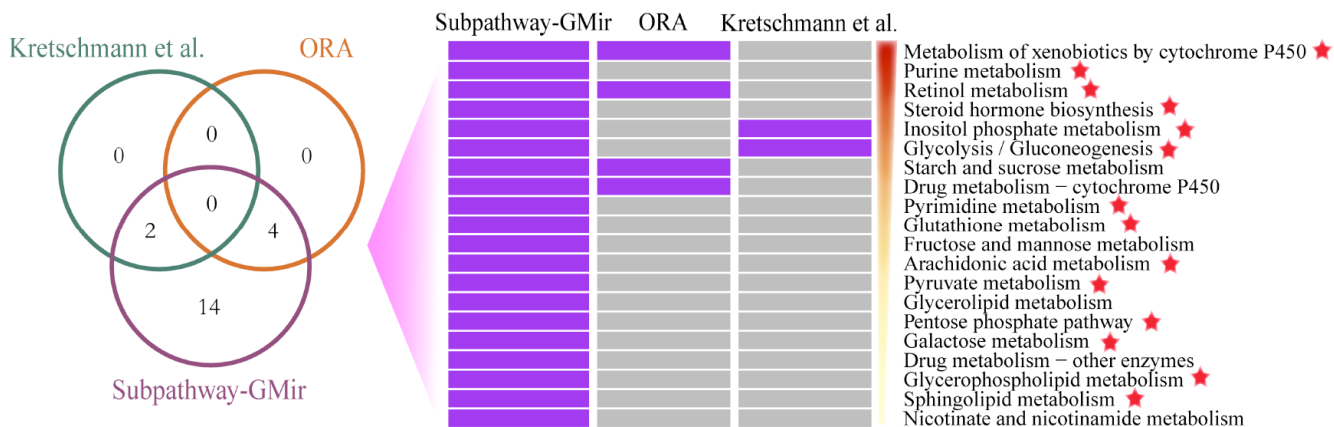 Kretschmann et al.
ORA
0
0
0
0
2
4
14
Subpathway-GMir
Subpathway-GMir ORA Kretschmann et al.
Metabolism of xenobiotics by cytochrome P450
Purine metabolism
Retinol metabolism
Steroid hormone biosynthesis
Inositol phosphate metabolism
Glycolysis / Gluconeogenesis
Starch and sucrose metabolism
Drug metabolism − cytochrome P450
Pyrimidine metabolism
Glutathione metabolism
Fructose and mannose metabolism
Arachidonic acid metabolism
Pyruvate metabolism
Glycerolipid metabolism
Pentose phosphate pathway
Galactose metabolism
Drug metabolism − other enzymes
Glycerophospholipid metabolism
Sphingolipid metabolism
Nicotinate and nicotinamide metabolism